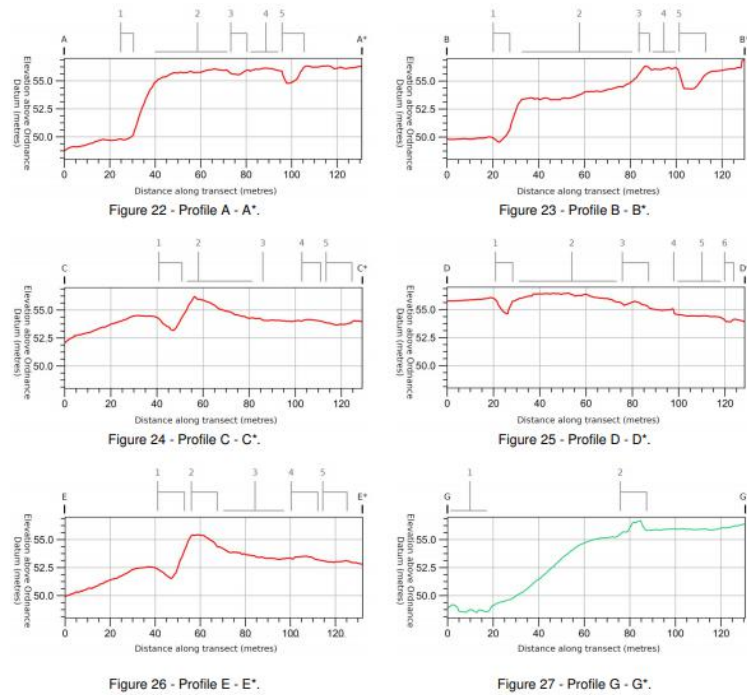 1 2 3 4 5
A A*
Elevation above Ordnance
Datum (metres)
55.0
52.5
50.0
0 20 40 60 80 100 120
Distance along transect (metres)
Figure 22 - Profile A - A*.
1 2 3 4 5
B B*
Elevation above Ordnance
Datum (metres)
55.0
52.5
50.0
0 20 40 60 80 100 120
Distance along transect (metres)
Figure 23 - Profile B - B*.
1 2 3 4 5
C C*
Elevation above Ordnance
Datum (metres)
55.0
52.5
50.0
0 20 40 60 80 100 120
Distance along transect (metres)
Figure 24 - Profile C - C*.
1 2 3 4 5 6
D D*
Elevation above Ordnance
Datum (metres)
55.0
52.5
50.0
0 20 40 60 80 100 120
Distance along transect (metres)
Figure 25 - Profile D - D*.
1 2 3 4 5
E E*
Elevation above Ordnance
Datum (metres)
55.0
52.5
50.0
0 20 40 60 80 100 120
Distance along transect (metres)
Figure 26 - Profile E - E*.
1 2
G G
Elevation above Ordnance
Datum (metres)
55.0
52.5
50.0
0 20 40 60 80 100 120
Distance along transect (metres)
Figure 27 - Profile G - G*.